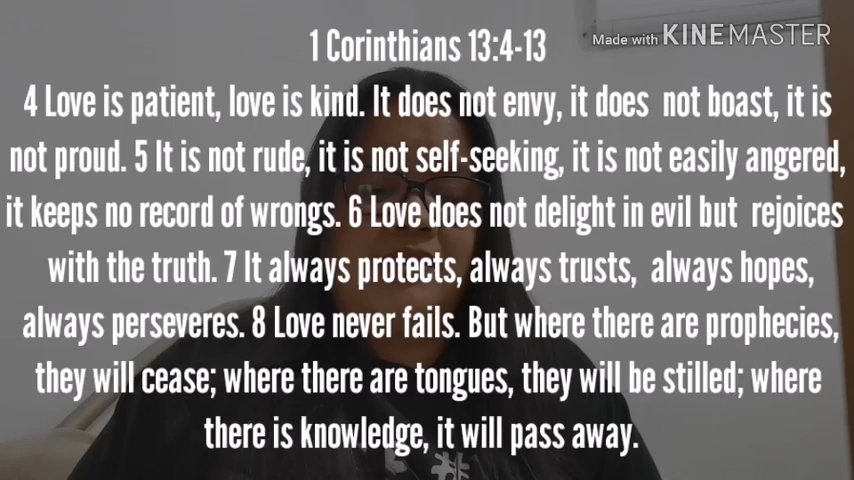 1 Corinthians 13:4-13
Made with KINEMASTER
4 Love is patient, love is kind. It does not envy, it does not boast, it is
not proud. 5 It is not rude, it is not self-seeking, it is not easily angered,
it keeps no record of wrongs. 6 Love does not delight in evil but rejoices
with the truth. 7 It always protects, always trusts, always hopes,
always perseveres. 8 Love never fails. But where there are prophecies,
they will cease; where there are tongues, they will be stilled; where
there is knowledge, it will pass away.
#